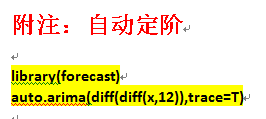 附注：自动定阶
library(forecast)
auto.arima(diff(diff(x,12)),trace=T)